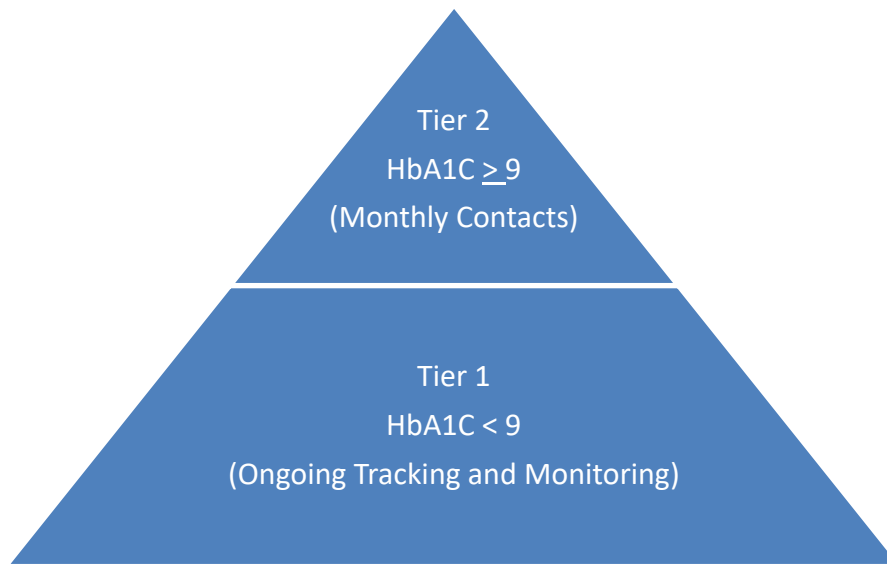 Tier 2
HbA1C > 9
(Monthly Contacts)
Tier 1
HbA1C < 9
(Ongoing Tracking and Monitoring)